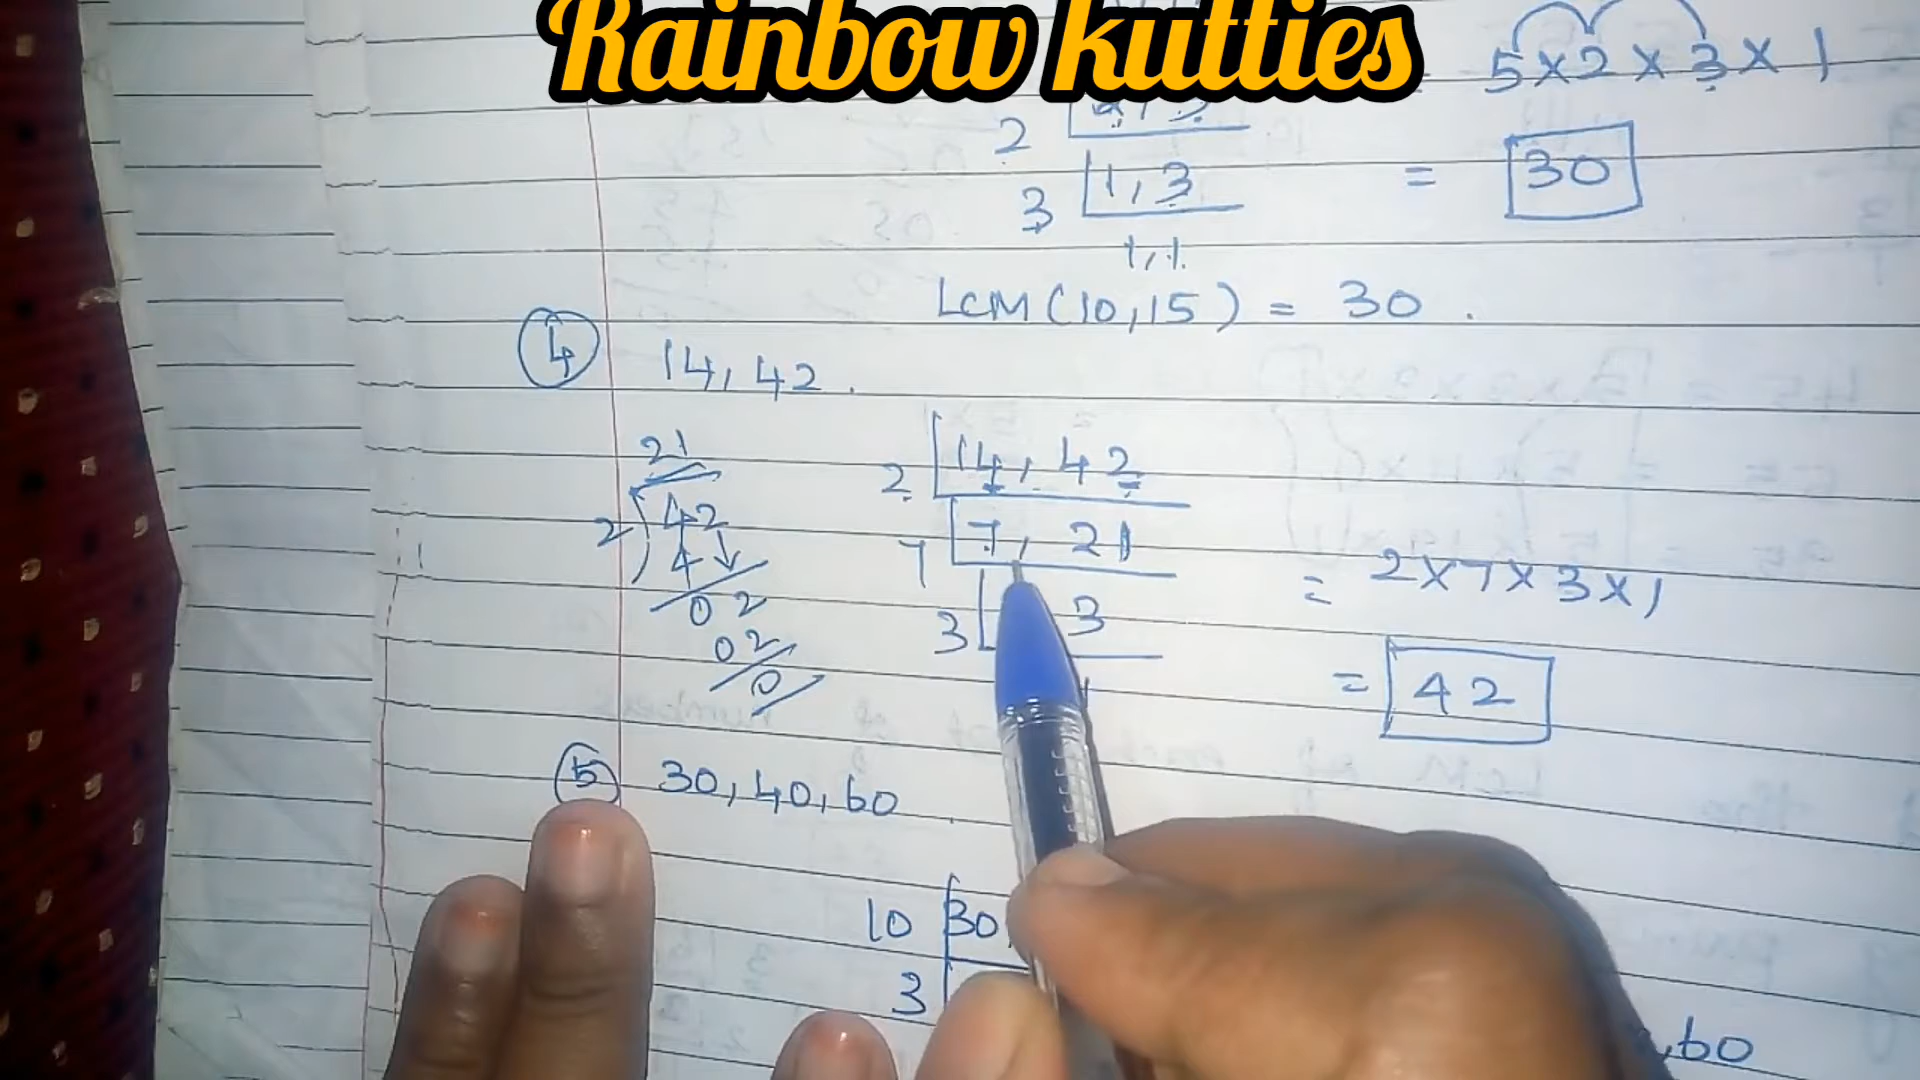 Rainbow kutties
5 x 2 x 3 x 1
2
3 1, 3
= 30
1, 1
LCM (10, 15) = 30.
4 14, 42.
21
2 42
4
02
02
0
2 14, 42
7 7, 21
3 3
= 2 x 7 x 3 x 1
= 42
5 30, 40, 60
10 30
3
, 60